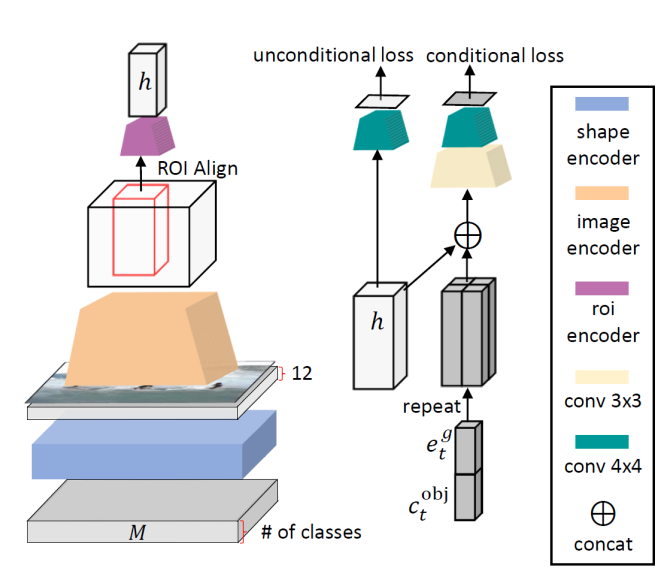 unconditional loss
conditional loss
h
ROI Align
12
M
# of classes
h
repeat
e_t^g
c_t^obj
shape
encoder
image
encoder
roi
encoder
conv 3x3
conv 4x4
concat